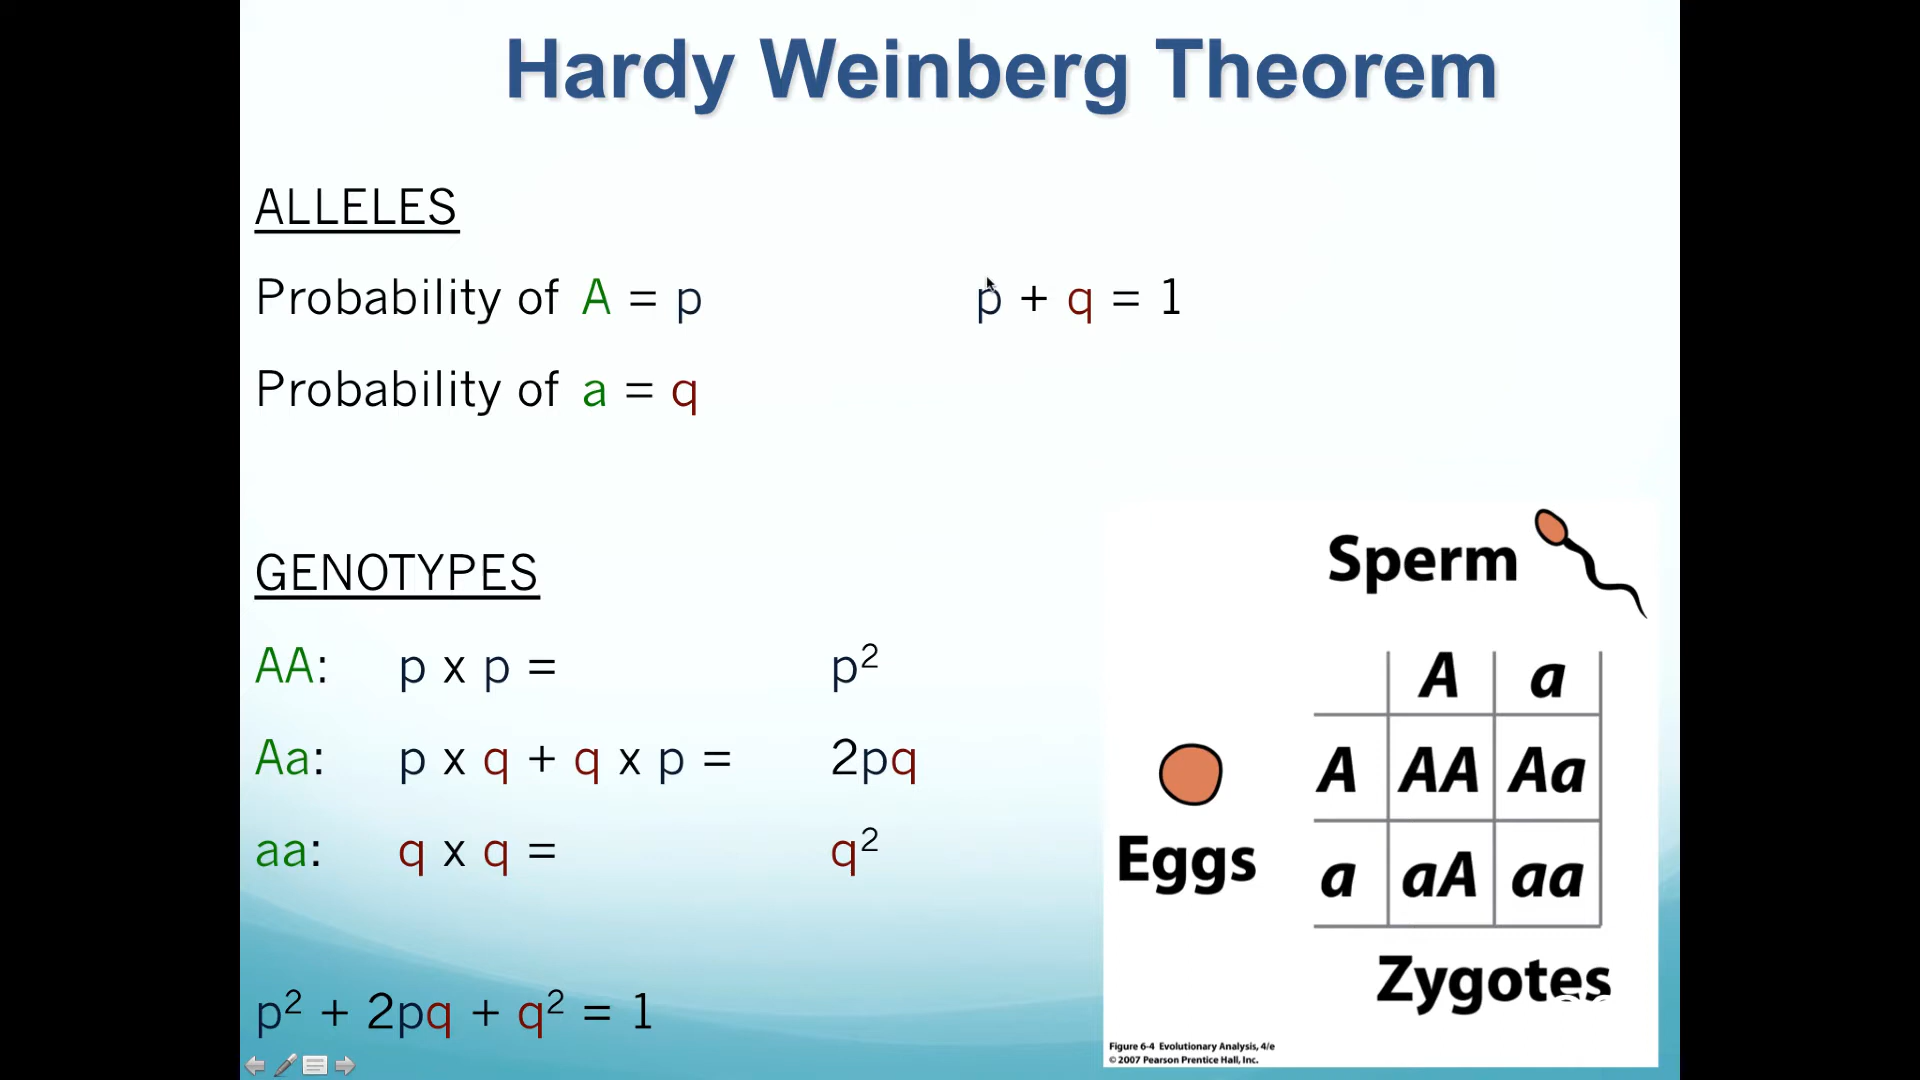 Hardy Weinberg Theorem
ALLELES
Probability of A = p
p + q = 1
Probability of a = q
GENOTYPES
AA: p x p = p²
Aa: p x q + q x p = 2pq
aa: q x q = q²
p² + 2pq + q² = 1
Sperm
A a
A AA Aa
Eggs
a aA aa
Zygotes
Figure 6-4 Evolutionary Analysis, 4/e
© 2007 Pearson Prentice Hall, Inc.